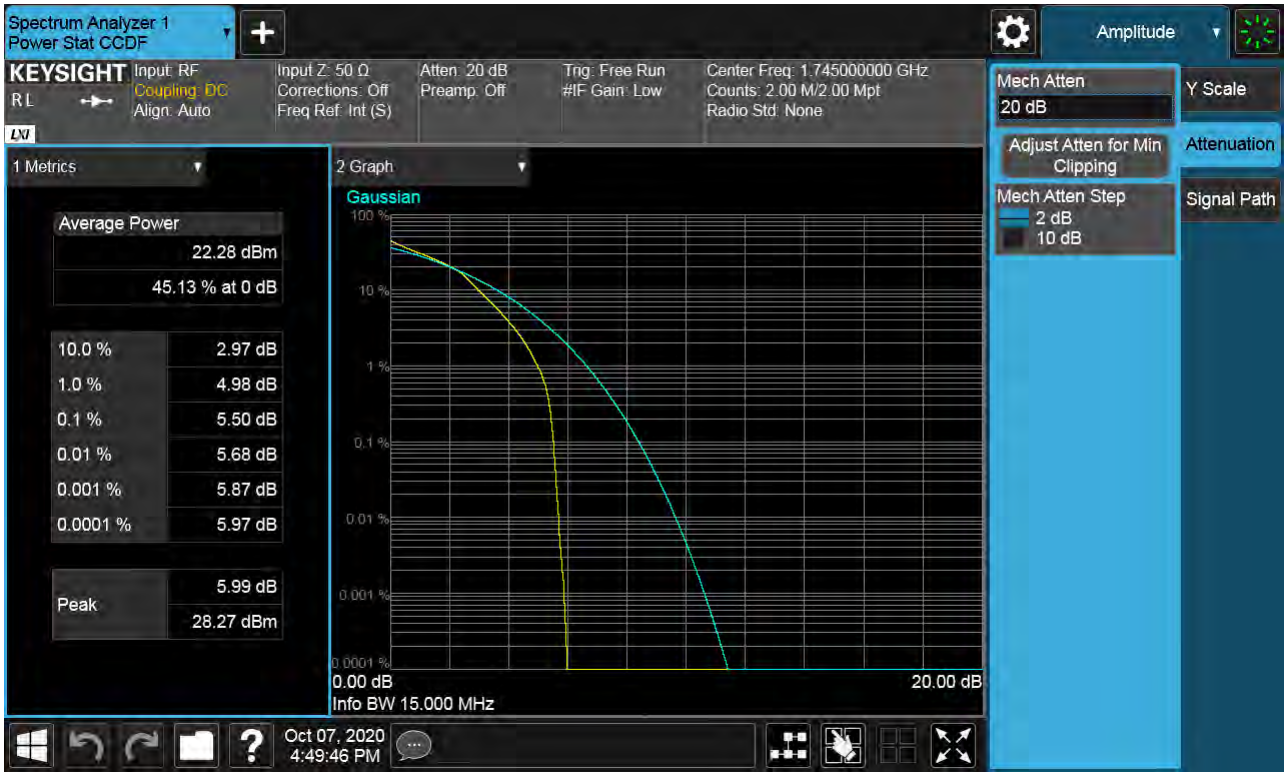 Spectrum Analyzer 1
Power Stat CCDF
+
Amplitude
KEYSIGHT
RL
LXI
Input: RF
Coupling: DC
Align: Auto
Input Z: 50 Ω
Corrections: Off
Freq Ref: Int (S)
Atten: 20 dB
Preamp: Off
Trig: Free Run
#IF Gain: Low
Center Freq: 1.745000000 GHz
Counts: 2.00 M/2.00 Mpt
Radio Std: None
Mech Atten
20 dB
Adjust Atten for Min
Clipping
Mech Atten Step
2 dB
10 dB
Y Scale
Attenuation
Signal Path
1 Metrics
Average Power
22.28 dBm
45.13 % at 0 dB
10.0 % 2.97 dB
1.0 % 4.98 dB
0.1 % 5.50 dB
0.01 % 5.68 dB
0.001 % 5.87 dB
0.0001 % 5.97 dB
Peak
5.99 dB
28.27 dBm
2 Graph
Gaussian
100 %
10 %
1 %
0.1 %
0.01 %
0.001 %
0.0001 %
0.00 dB 20.00 dB
Info BW 15.000 MHz
?
Oct 07, 2020
4:49:46 PM